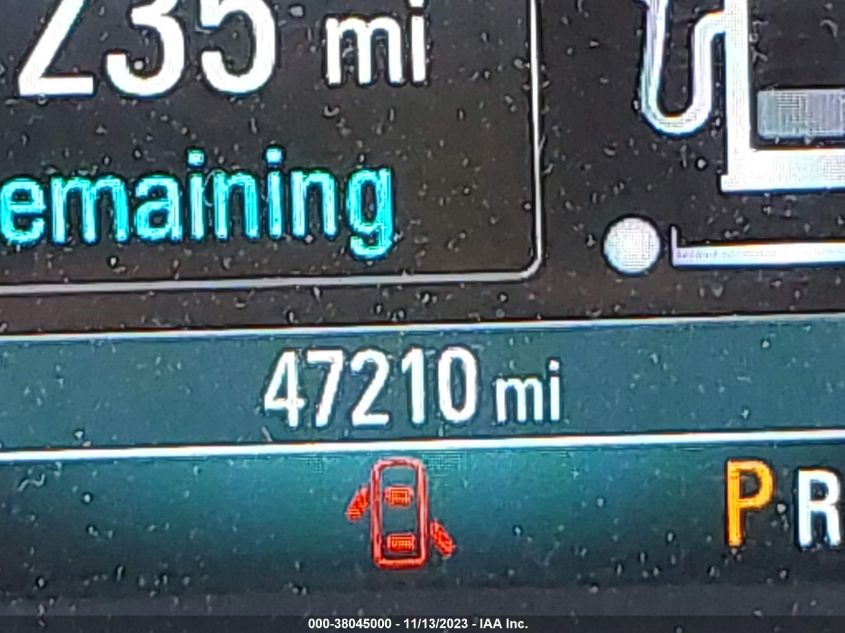 235 mi
emaining
47210 mi
P R
000-38045000 - 11/13/2023 - IAA Inc.